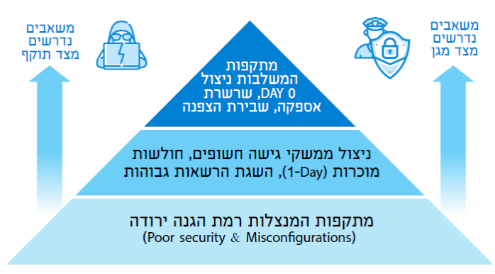 משאבים
נדרשים
מצד מגן
משאבים
נדרשים
מצד תוקף
מתקפות
המשלבות ניצול
DAY 0, שרשרת
אספקה, שבירת הצפנה
ניצול ממשקי גישה חשופים, חולשות
מוכרות (1-Day), השגת הרשאות גבוהות
מתקפות המנצלות רמת הגנה ירודה
(Poor security & Misconfigurations)